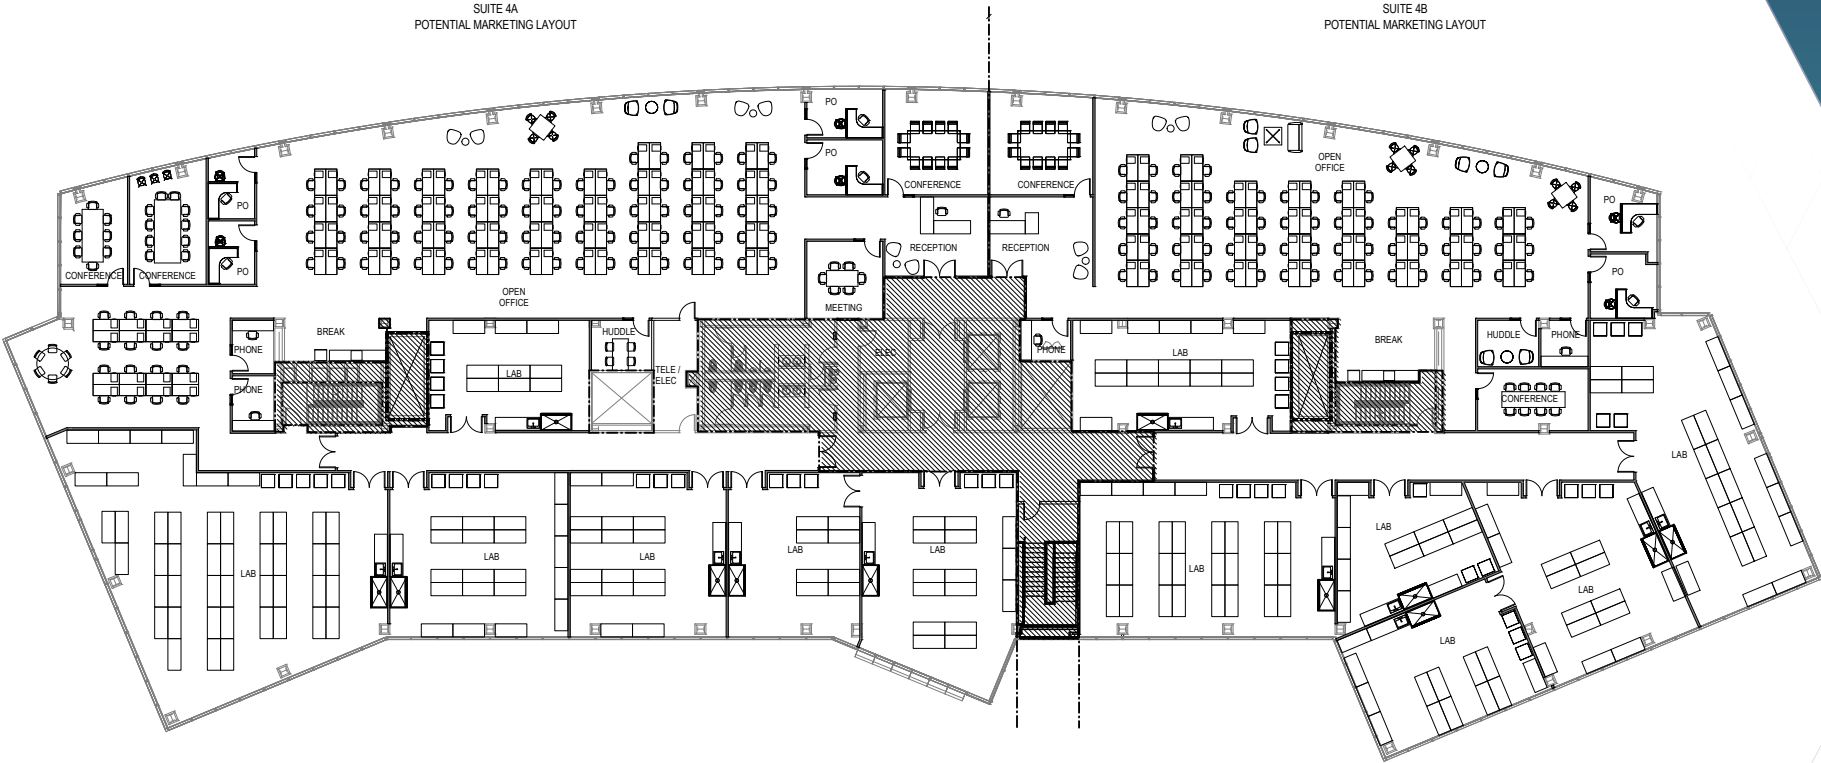 SUITE 4A
POTENTIAL MARKETING LAYOUT
SUITE 4B
POTENTIAL MARKETING LAYOUT
PO
PO
CONFERENCE
CONFERENCE
OPEN
OFFICE
PO
PO
CONFERENCE
CONFERENCE
PO
PO
RECEPTION
RECEPTION
MEETING
OPEN
OFFICE
BREAK
PHONE
PHONE
LAB
HUDDLE
TELE /
ELEC
ELEC
PHONE
LAB
BREAK
HUDDLE
PHONE
CONFERENCE
LAB
LAB
LAB
LAB
LAB
LAB
LAB
LAB
LAB
LAB